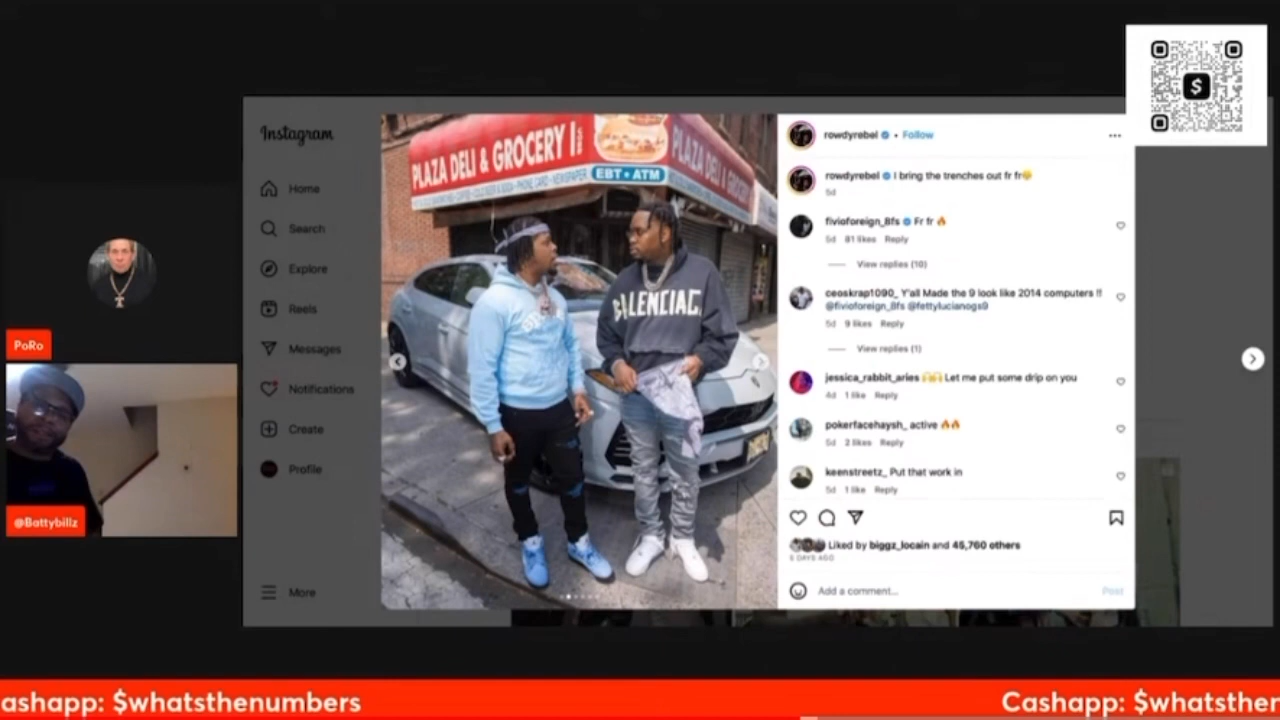 Instagram
Home
Search
Explore
Reels
Messages
Notifications
Create
Profile
More
PoRo
@Battybillz
PLAZA DELI & GROCERY
PLAZA DELI & GROCERY
EBT • ATM
BALENCIAG
rowdyrebel • Follow
rowdyrebel I bring the trenches out fr fr😊
5d
fivioforeign_8fs Fr fr 🔥
5d 81 likes Reply
View replies (10)
ceoskrap1090_ Y'all Made the 9 look like 2014 computers !!
@fivioforeign_8fs @fettylucianogs9
5d 9 likes Reply
View replies (1)
jessica_rabbit_aries 🙌🙌 Let me put some drip on you
4d 1 like Reply
pokerfacehaysh_ active 🔥🔥
5d 2 likes Reply
keenstreetz_ Put that work in
5d 1 like Reply
Liked by biggz_locain and 45,760 others
5 DAYS AGO
Add a comment...
Post
$
ashapp: $whatsthenumbers
Cashapp: $whatsther